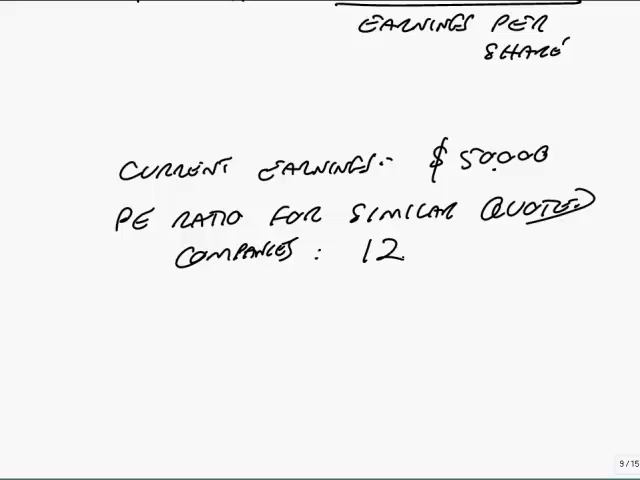 EARNINGS PER
SHARE
CURRENT EARNINGS:- $ 50.000
PE RATIO FOR SIMILAR QUOTED
COMPANIES : 12
9 / 15